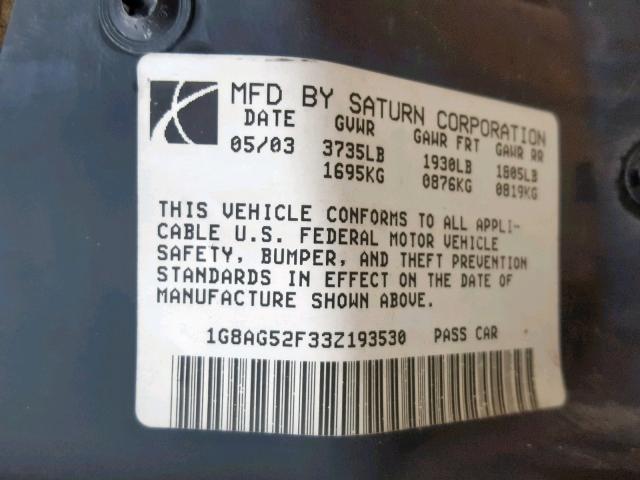 MFD BY SATURN CORPORATION
DATE GVWR GAWR FRT GAWR RR
05/03 3735LB 1930LB 1805LB
1695KG 0876KG 0819KG
THIS VEHICLE CONFORMS TO ALL APPLI-
CABLE U.S. FEDERAL MOTOR VEHICLE
SAFETY, BUMPER, AND THEFT PREVENTION
STANDARDS IN EFFECT ON THE DATE OF
MANUFACTURE SHOWN ABOVE.
1G8AG52F33Z193530 PASS CAR